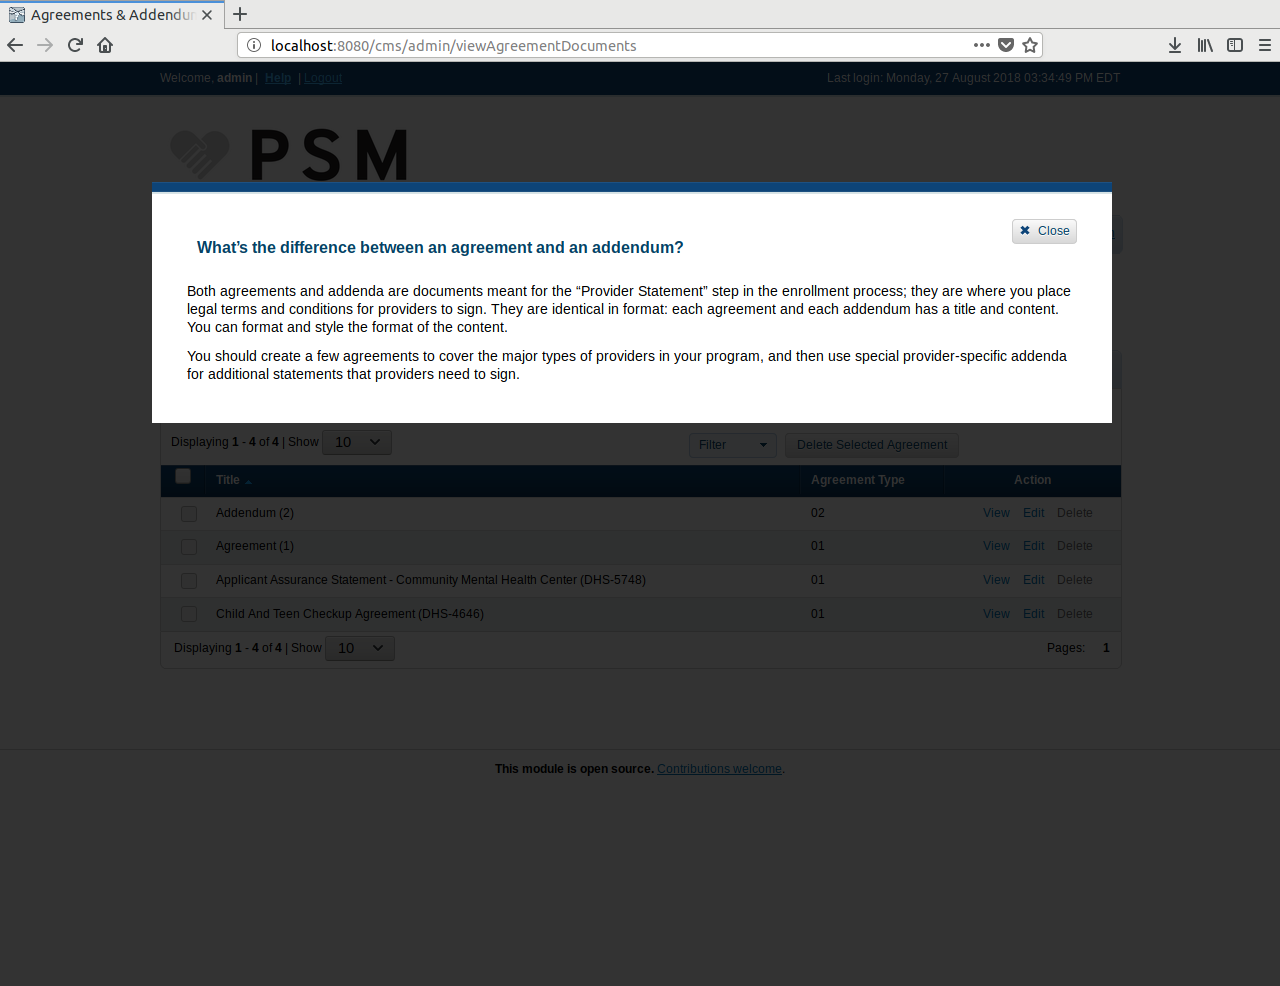 Agreements & Addendum
localhost:8080/cms/admin/viewAgreementDocuments
Welcome, admin | Help | Logout
Last login: Monday, 27 August 2018 03:34:49 PM EDT
PSM
Close
What’s the difference between an agreement and an addendum?
Both agreements and addenda are documents meant for the “Provider Statement” step in the enrollment process; they are where you place
legal terms and conditions for providers to sign. They are identical in format: each agreement and each addendum has a title and content.
You can format and style the format of the content.
You should create a few agreements to cover the major types of providers in your program, and then use special provider-specific addenda
for additional statements that providers need to sign.
Displaying 1 - 4 of 4 | Show 10
Filter
Delete Selected Agreement
Title Agreement Type Action
Addendum (2) 02 View Edit Delete
Agreement (1) 01 View Edit Delete
Applicant Assurance Statement - Community Mental Health Center (DHS-5748) 01 View Edit Delete
Child And Teen Checkup Agreement (DHS-4646) 01 View Edit Delete
Displaying 1 - 4 of 4 | Show 10
Pages: 1
This module is open source. Contributions welcome.